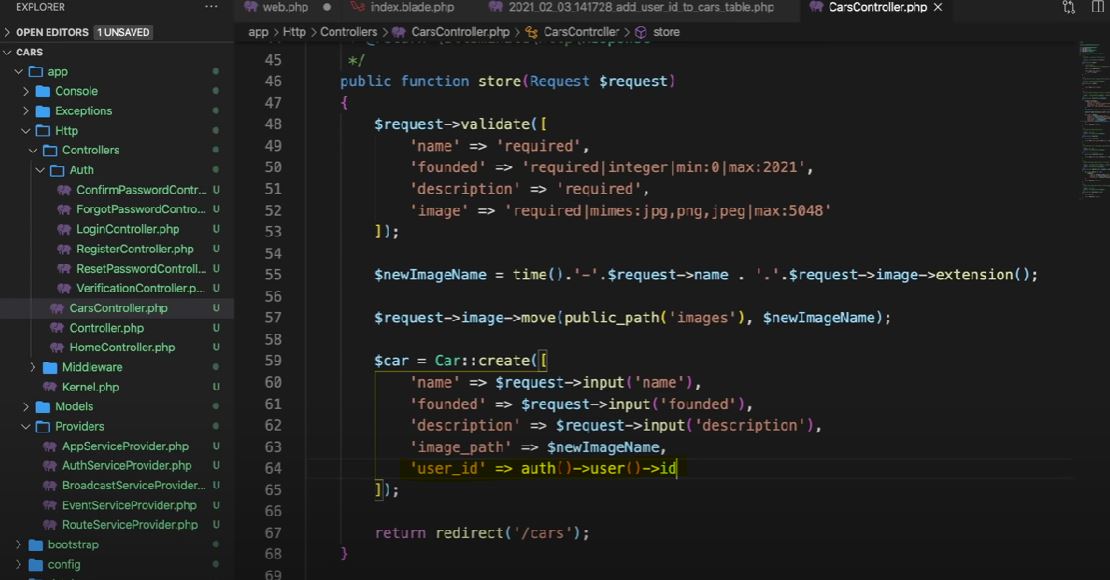 EXPLORER
...
OPEN EDITORS 1 UNSAVED
CARS
app
Console
Exceptions
Http
Controllers
Auth
ConfirmPasswordContr... U
ForgotPasswordContro... U
LoginController.php U
RegisterController.php U
ResetPasswordControll... U
VerificationController.p... U
CarsController.php U
Controller.php U
HomeController.php U
Middleware
Kernel.php U
Models
Providers
AppServiceProvider.php U
AuthServiceProvider.php U
BroadcastServiceProvider... U
EventServiceProvider.php U
RouteServiceProvider.php U
bootstrap
config
web.php
index.blade.php
2021_02_03.141728_add_user_id_to_cars_table.php
CarsController.php ×
app > Http > Controllers > CarsController.php > CarsController > store
45 */
46 public function store(Request $request)
47 {
48 $request->validate([
49 'name' => 'required',
50 'founded' => 'required|integer|min:0|max:2021',
51 'description' => 'required',
52 'image' => 'required|mimes:jpg,png,jpeg|max:5048'
53 ]);
54
55 $newImageName = time().'-'.$request->name . '.'.$request->image->extension();
56
57 $request->image->move(public_path('images'), $newImageName);
58
59 $car = Car::create([
60 'name' => $request->input('name'),
61 'founded' => $request->input('founded'),
62 'description' => $request->input('description'),
63 'image_path' => $newImageName,
64 'user_id' => auth()->user()->id
65 ]);
66
67 return redirect('/cars');
68 }
69